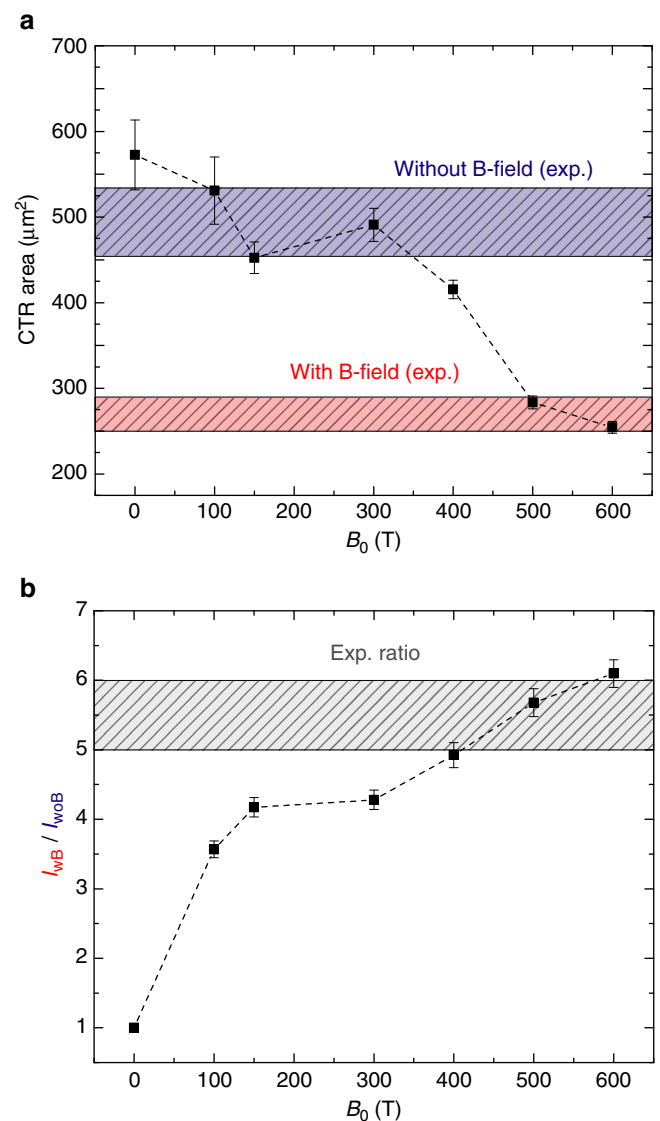 a
700
600
500
400
300
200
CTR area (μm²)
Without B-field (exp.)
With B-field (exp.)
0 100 200 300 400 500 600
B₀ (T)
b
7
6
5
4
3
2
1
I_wB / I_woB
Exp. ratio
0 100 200 300 400 500 600
B₀ (T)